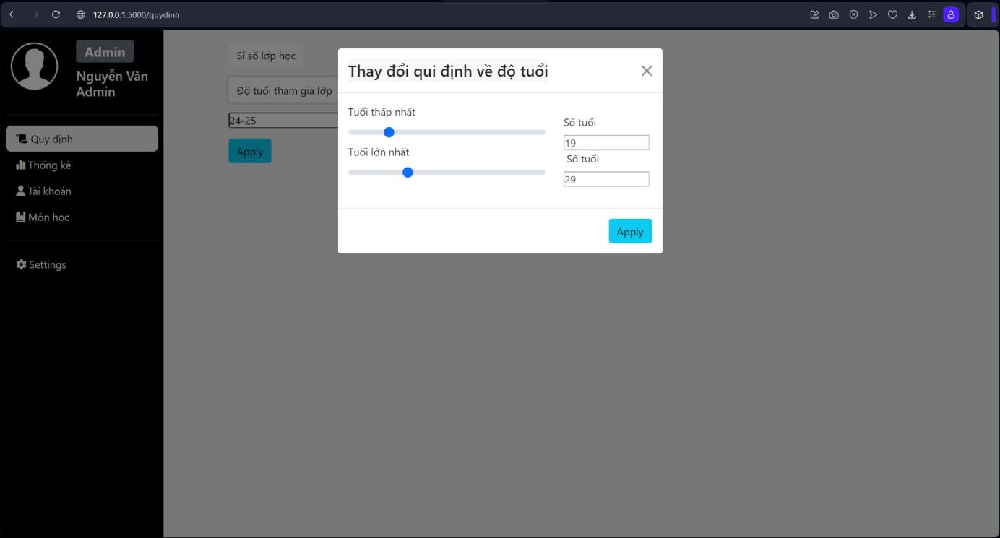 127.0.0.1:5000/quydinh
Admin
Nguyễn Văn
Admin
Quy định
Thống kê
Tài khoản
Môn học
Settings
Sỉ số lớp học
Độ tuổi tham gia lớp
24-25
Apply
Thay đổi qui định về độ tuổi
Tuổi thấp nhất
Số tuổi
19
Tuổi lớn nhất
Số tuổi
29
Apply